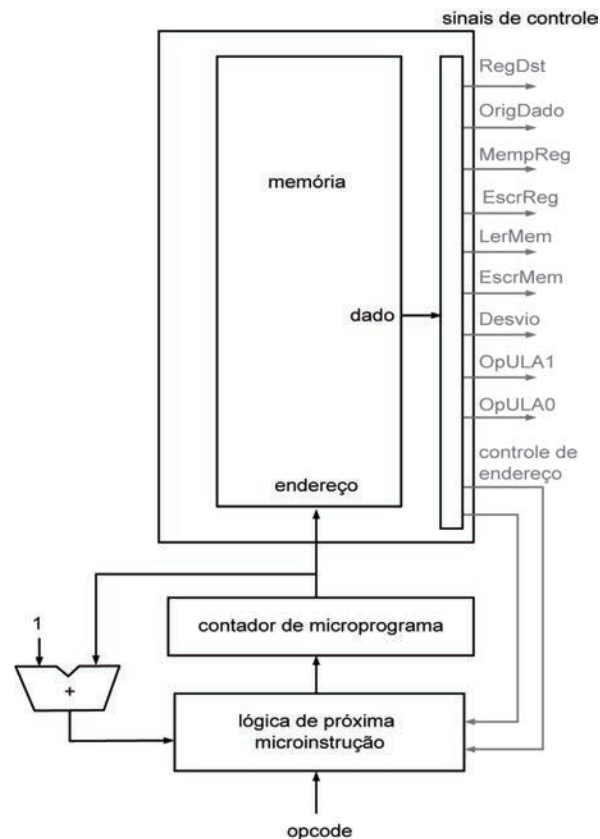 sinais de controle
RegDst
OrigDado
MempReg
EscrReg
LerMem
EscrMem
Desvio
OpULA1
OpULA0
controle de
endereço
memória
dado
endereço
contador de microprograma
1
+
lógica de próxima
microinstrução
opcode